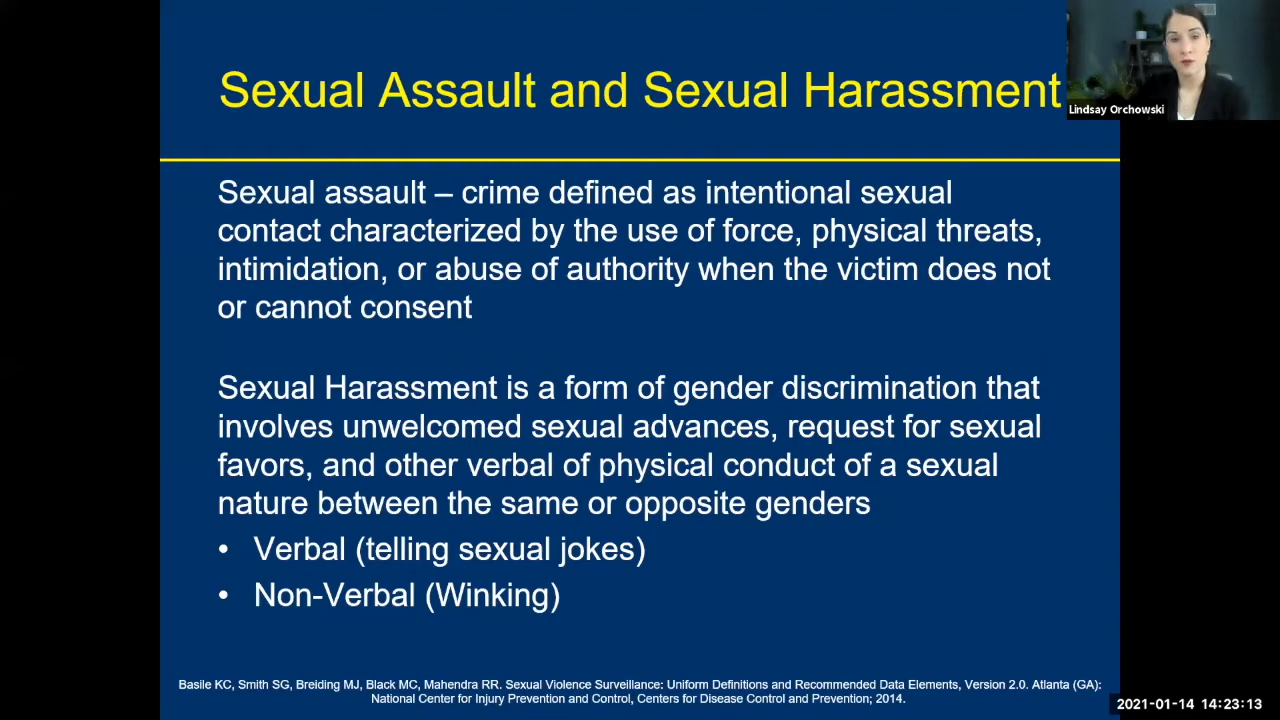 Sexual Assault and Sexual Harassment
Lindsay Orchowski
Sexual assault – crime defined as intentional sexual
contact characterized by the use of force, physical threats,
intimidation, or abuse of authority when the victim does not
or cannot consent
Sexual Harassment is a form of gender discrimination that
involves unwelcomed sexual advances, request for sexual
favors, and other verbal of physical conduct of a sexual
nature between the same or opposite genders
• Verbal (telling sexual jokes)
• Non-Verbal (Winking)
Basile KC, Smith SG, Breiding MJ, Black MC, Mahendra RR. Sexual Violence Surveillance: Uniform Definitions and Recommended Data Elements, Version 2.0. Atlanta (GA):
National Center for Injury Prevention and Control, Centers for Disease Control and Prevention; 2014.
2021-01-14 14:23:13